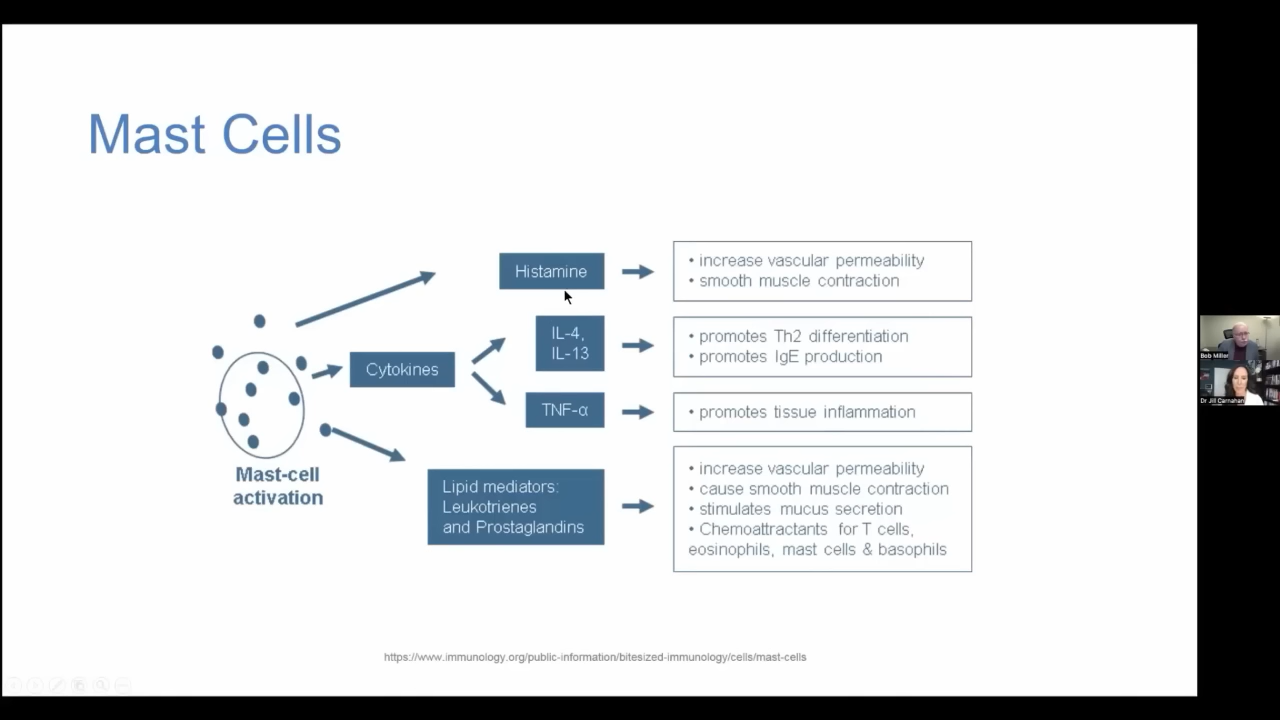 Mast Cells
Histamine
• increase vascular permeability
• smooth muscle contraction
IL-4,
IL-13
• promotes Th2 differentiation
• promotes IgE production
Cytokines
TNF-α
• promotes tissue inflammation
Mast-cell
activation
Lipid mediators:
Leukotrienes
and Prostaglandins
• increase vascular permeability
• cause smooth muscle contraction
• stimulates mucus secretion
• Chemoattractants for T cells,
eosinophils, mast cells & basophils
https://www.immunology.org/public-information/bitesized-immunology/cells/mast-cells
Bob Miller
Dr Jill Carnahan